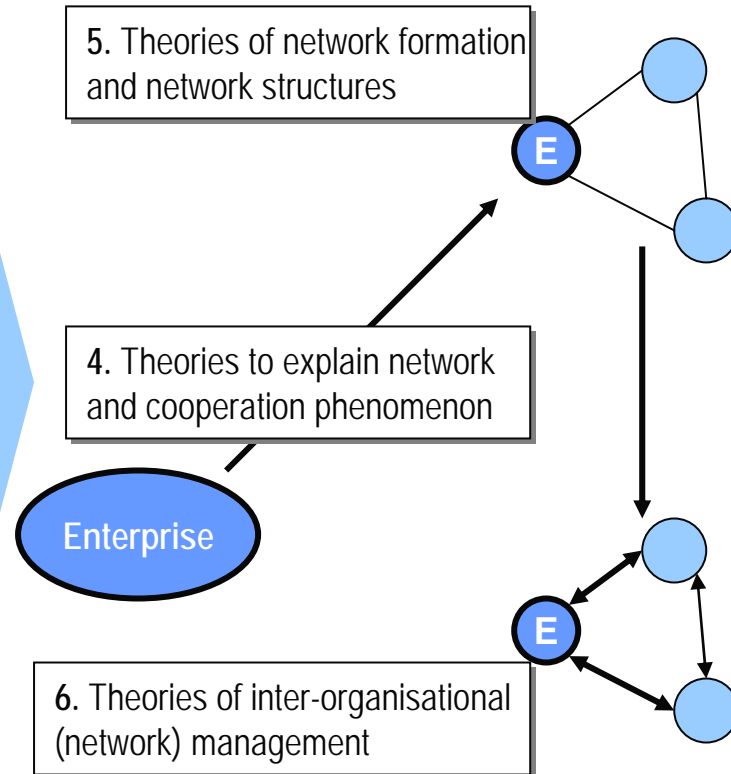 5. Theories of network formation
and network structures
E
4. Theories to explain network
and cooperation phenomenon
Enterprise
E
6. Theories of inter-organisational
(network) management